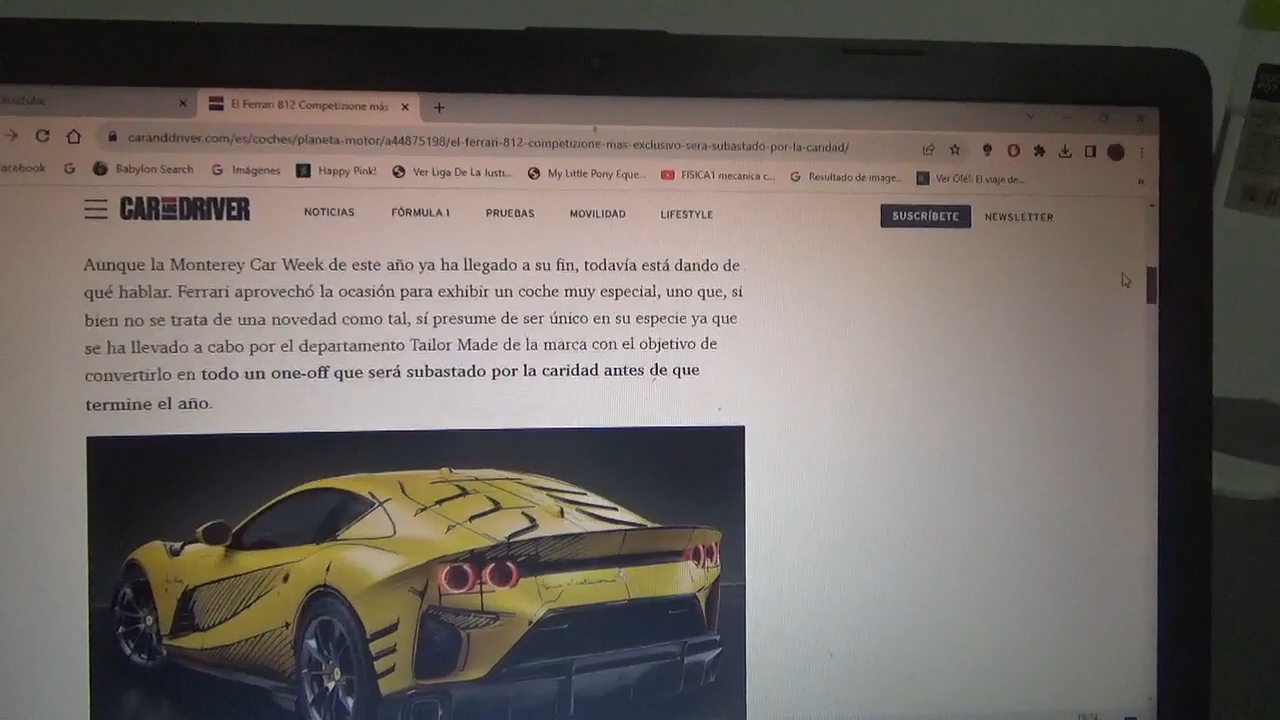 El Ferrari 812 Competizione más
caranddriver.com/es/coches/planeta-motor/a44875198/el-ferrari-812-competizione-mas-exclusivo-sera-subastado-por-la-caridad/
acebook
Babylon Search
Imágenes
Happy Pink!
Ver Liga De La Justi...
My Little Pony Eque...
FISICA1 mecanica c...
Resultado de image...
Ver Olé!: El viaje de...
CAR AND DRIVER
NOTICIAS
FÓRMULA 1
PRUEBAS
MOVILIDAD
LIFESTYLE
SUSCRÍBETE
NEWSLETTER
Aunque la Monterey Car Week de este año ya ha llegado a su fin, todavía está dando de
qué hablar. Ferrari aprovechó la ocasión para exhibir un coche muy especial, uno que, si
bien no se trata de una novedad como tal, sí presume de ser único en su especie ya que
se ha llevado a cabo por el departamento Tailor Made de la marca con el objetivo de
convertirlo en todo un one-off que será subastado por la caridad antes de que
termine el año.